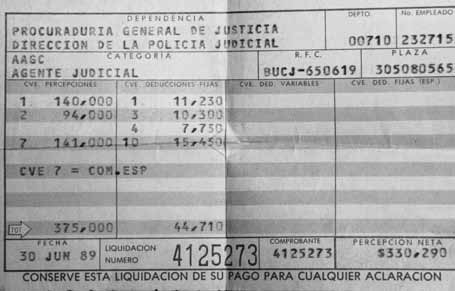 DEPENDENCIA DEPTO. No. EMPLEADO
PROCURADURIA GENERAL DE JUSTICIA
DIRECCION DE LA POLICIA JUDICIAL 00710 232715
AASC CATEGORIA R. F. C. PLAZA
AGENTE JUDICIAL BUCJ-650619 305080565
CVE. PERCEPCIONES CVE. DEDUCCIONES FIJAS CVE. DED. VARIABLES CVE. DED. FIJAS (ESP.)
1 140,000 1 11,230
2 94,000 3 10,300
4 7,750
7 141,000 10 15,450
CVE 7 = COM.ESP
TOT 375,000 44,710
FECHA LIQUIDACION NUMERO 4125273 COMPROBANTE PERCEPCION NETA
30 JUN 89 4125273 $330,290
CONSERVE ESTA LIQUIDACION DE SU PAGO PARA CUALQUIER ACLARACION